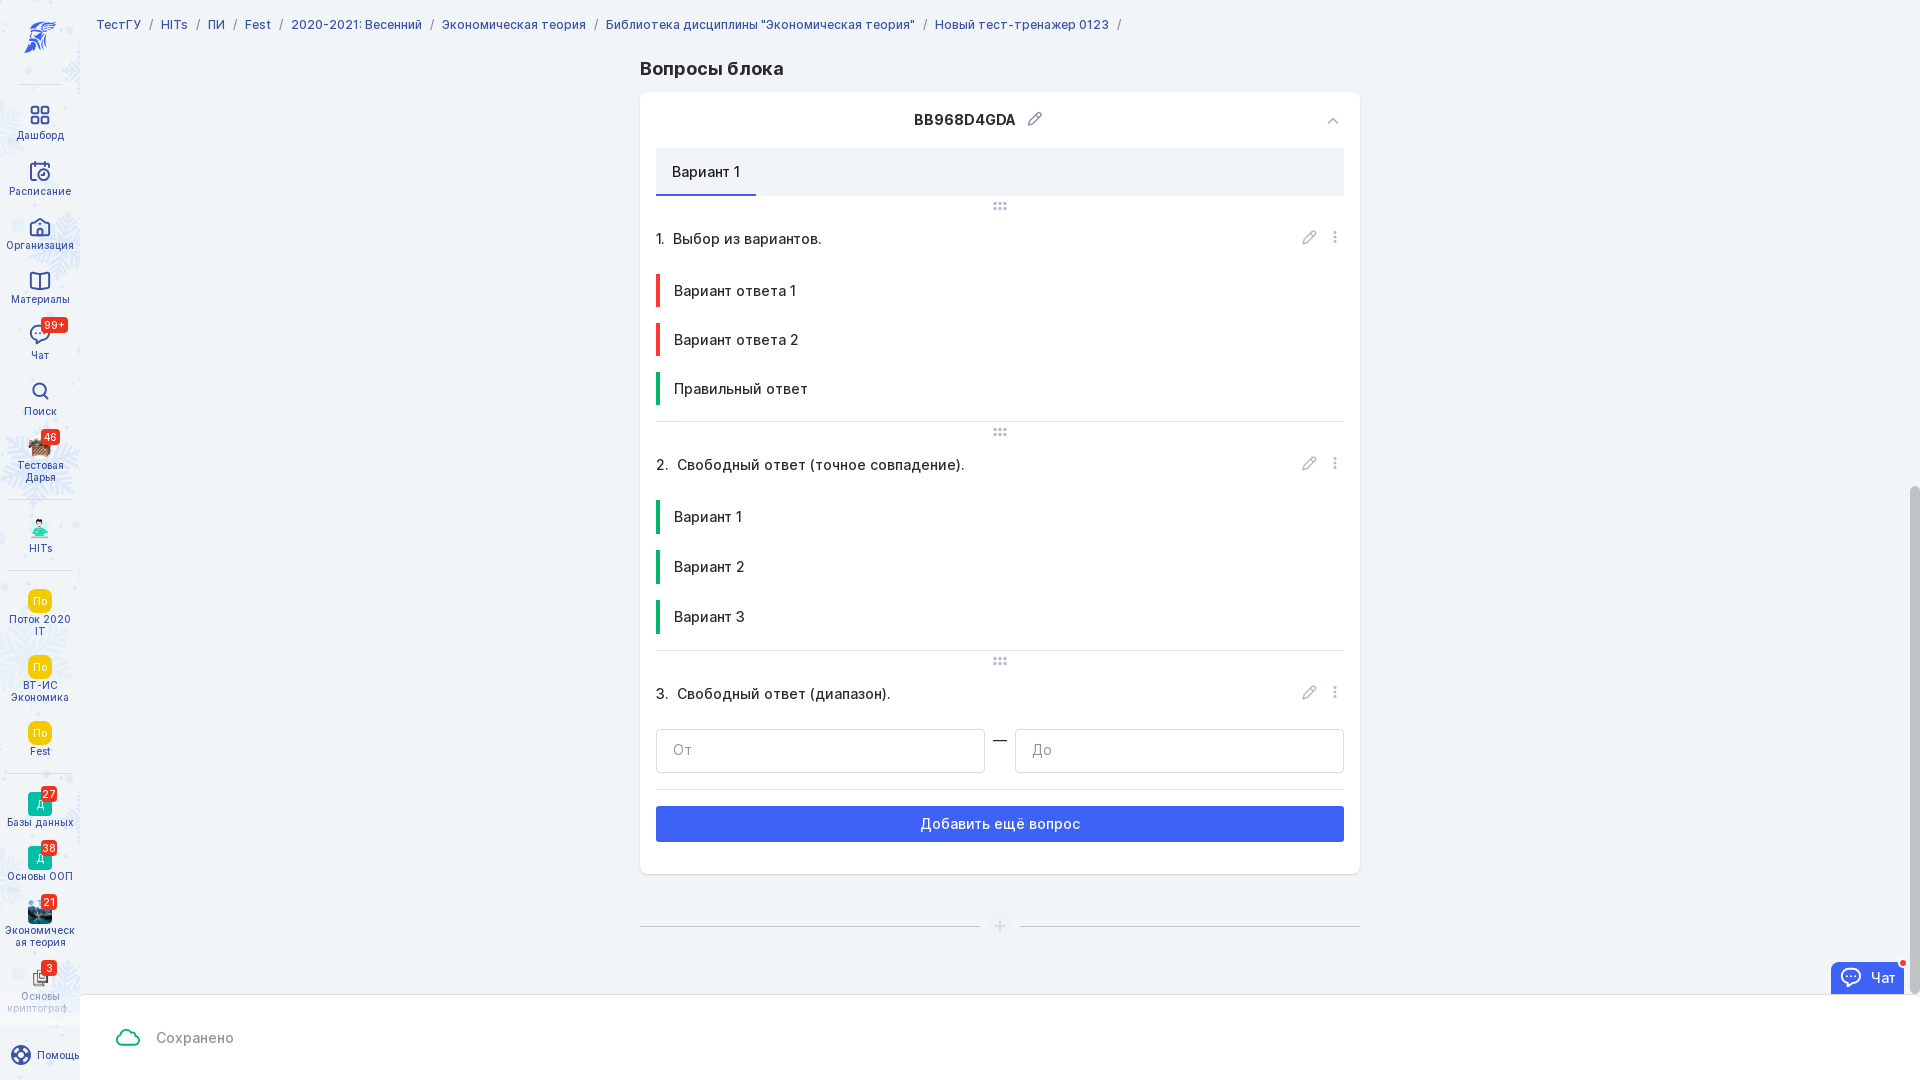 ТестГУ / HITs / ПИ / Fest / 2020-2021: Весенний / Экономическая теория / Библиотека дисциплины "Экономическая теория" / Новый тест-тренажер 0123 /
Дашборд
Расписание
Организация
Материалы
99+
Чат
Поиск
46
Тестовая
Дарья
HITs
По
Поток 2020
IT
По
ВТ-ИС
Экономика
По
Fest
27
Д
Базы данных
38
Д
Основы ООП
21
Экономическ
ая теория
3
Основы
криптограф...
Помощь
Вопросы блока
BB968D4GDA
Вариант 1
1. Выбор из вариантов.
Вариант ответа 1
Вариант ответа 2
Правильный ответ
2. Свободный ответ (точное совпадение).
Вариант 1
Вариант 2
Вариант 3
3. Свободный ответ (диапазон).
От — До
Добавить ещё вопрос
Чат
Сохранено